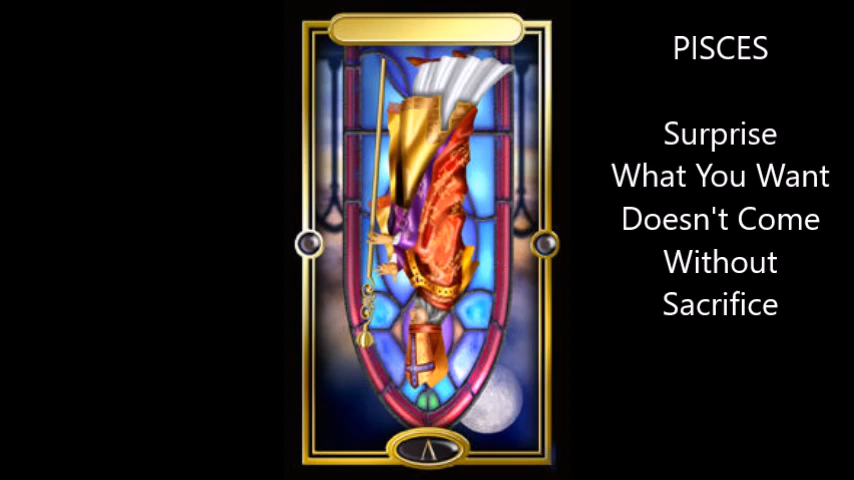 PISCES
Surprise
What You Want
Doesn't Come
Without
Sacrifice
V